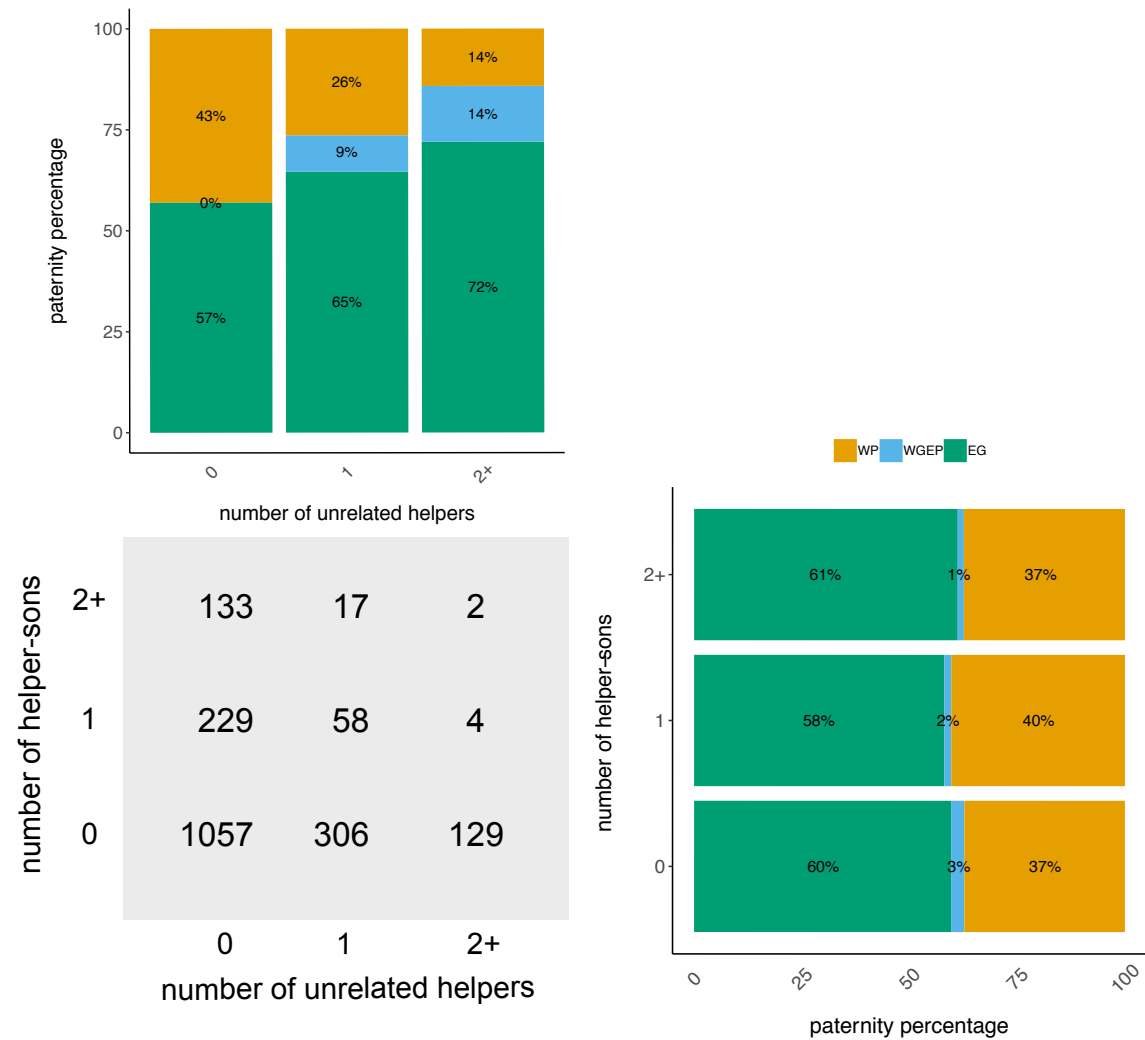 100
75
50
25
0
paternity percentage
43%
0%
57%
26%
9%
65%
14%
14%
72%
0 1 2+
number of unrelated helpers
number of helper-sons
2+ 133 17 2
1 229 58 4
0 1057 306 129
0 1 2+
number of unrelated helpers
WP WGEP EG
number of helper-sons
2+ 61% 1% 37%
1 58% 2% 40%
0 60% 3% 37%
0 25 50 75 100
paternity percentage